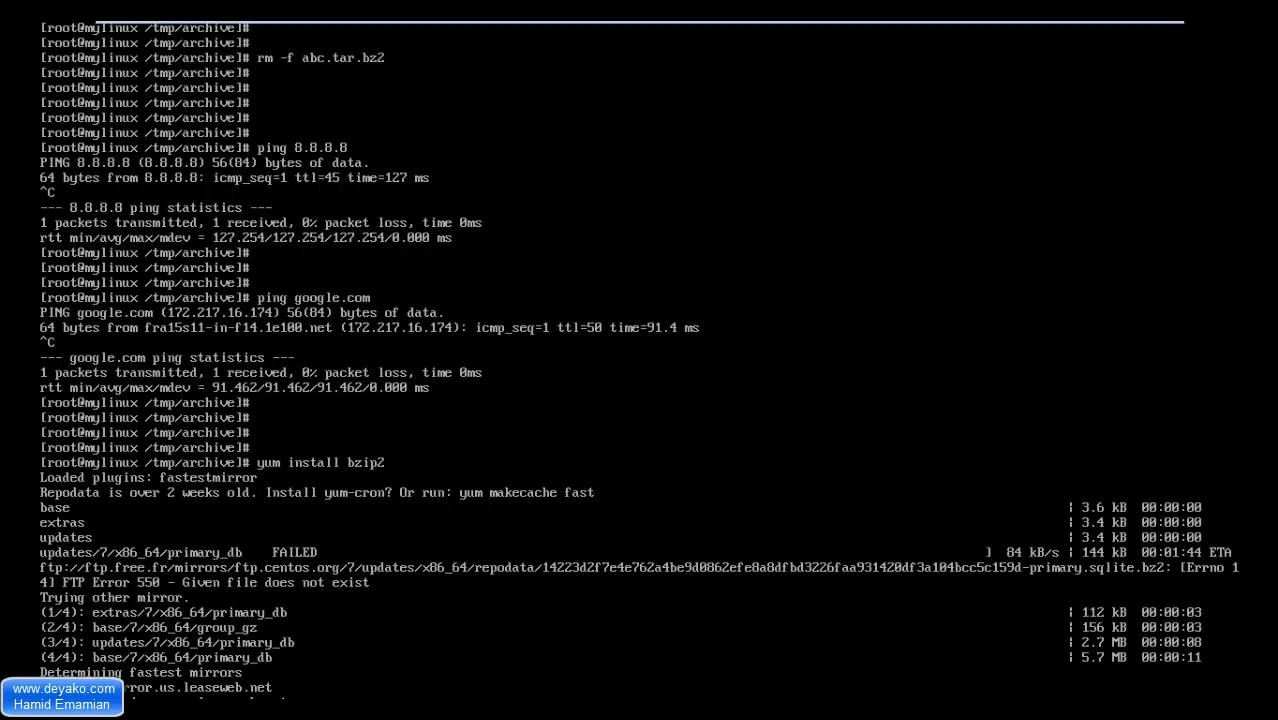 [root@mylinux /tmp/archive]#
[root@mylinux /tmp/archive]#
[root@mylinux /tmp/archive]# rm -f abc.tar.bz2
[root@mylinux /tmp/archive]#
[root@mylinux /tmp/archive]#
[root@mylinux /tmp/archive]#
[root@mylinux /tmp/archive]#
[root@mylinux /tmp/archive]#
[root@mylinux /tmp/archive]# ping 8.8.8.8
PING 8.8.8.8 (8.8.8.8) 56(84) bytes of data.
64 bytes from 8.8.8.8: icmp_seq=1 ttl=45 time=127 ms
^C
--- 8.8.8.8 ping statistics ---
1 packets transmitted, 1 received, 0% packet loss, time 0ms
rtt min/avg/max/mdev = 127.254/127.254/127.254/0.000 ms
[root@mylinux /tmp/archive]#
[root@mylinux /tmp/archive]#
[root@mylinux /tmp/archive]#
[root@mylinux /tmp/archive]# ping google.com
PING google.com (172.217.16.174) 56(84) bytes of data.
64 bytes from fra15s11-in-f14.1e100.net (172.217.16.174): icmp_seq=1 ttl=50 time=91.4 ms
^C
--- google.com ping statistics ---
1 packets transmitted, 1 received, 0% packet loss, time 0ms
rtt min/avg/max/mdev = 91.462/91.462/91.462/0.000 ms
[root@mylinux /tmp/archive]#
[root@mylinux /tmp/archive]#
[root@mylinux /tmp/archive]#
[root@mylinux /tmp/archive]#
[root@mylinux /tmp/archive]# yum install bzip2
Loaded plugins: fastestmirror
Repodata is over 2 weeks old. Install yum-cron? Or run: yum makecache fast
base | 3.6 kB 00:00:00
extras | 3.4 kB 00:00:00
updates | 3.4 kB 00:00:00
updates/7/x86_64/primary_db FAILED ] 84 kB/s | 144 kB 00:01:44 ETA
ftp://ftp.free.fr/mirrors/ftp.centos.org/7/updates/x86_64/repodata/14223d2f7e4e762a4be9d0862efe8a8dfbd3226faa931420df3a104bcc5c159d-primary.sqlite.bz2: [Errno 1
4] FTP Error 550 - Given file does not exist
Trying other mirror.
(1/4): extras/7/x86_64/primary_db | 112 kB 00:00:03
(2/4): base/7/x86_64/group_gz | 156 kB 00:00:03
(3/4): updates/7/x86_64/primary_db | 2.7 MB 00:00:08
(4/4): base/7/x86_64/primary_db | 5.7 MB 00:00:11
Determining fastest mirrors
rror.us.leaseweb.net
www.deyako.com
Hamid Emamian